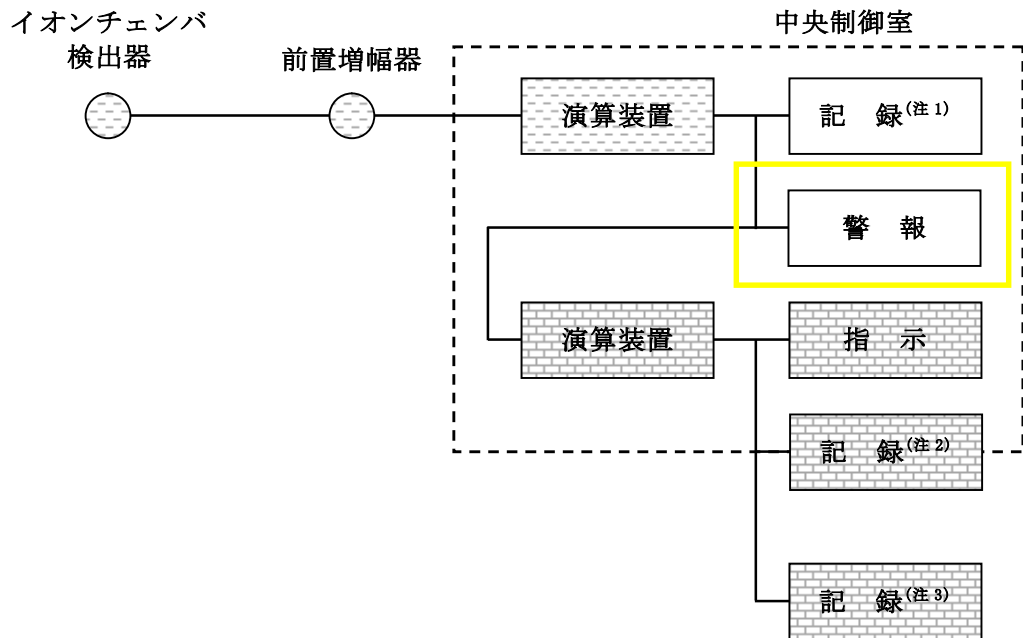 イオンチェンバ
検出器
前置増幅器
中央制御室
演算装置
記　録(注 1)
警　報
演算装置
指　示
記　録(注 2)
記　録(注 3)